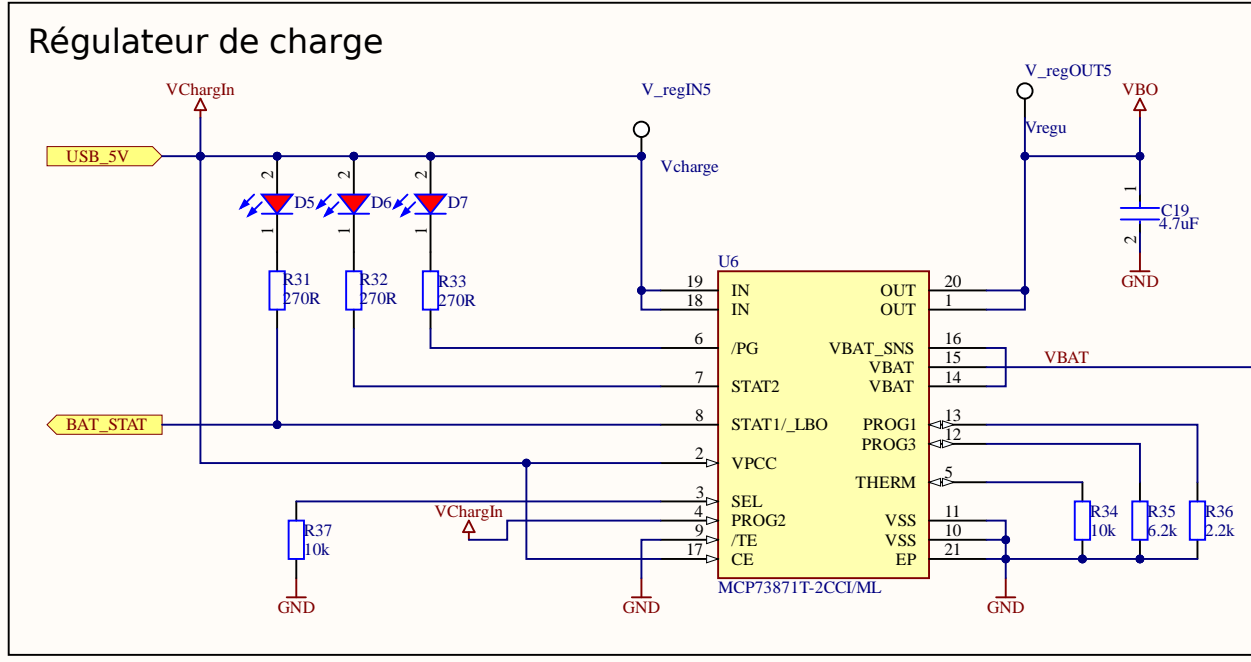 Régulateur de charge
VChargIn
V_regIN5
V_regOUT5
VBO
USB_5V
Vcharge
Vregu
2
2
2
D5
D6
D7
1
1
1
1
C19
4.7uF
2
GND
R31
270R
R32
270R
R33
270R
U6
19
IN
18
IN
6
/PG
7
STAT2
8
STAT1/_LBO
2
VPCC
3
SEL
4
PROG2
9
/TE
17
CE
OUT
20
OUT
1
VBAT_SNS
16
VBAT
15
VBAT
14
PROG1
13
PROG3
12
THERM
5
VSS
11
VSS
10
EP
21
MCP73871T-2CCI/ML
VBAT
BAT_STAT
VChargIn
R37
10k
GND
GND
GND
R34
10k
R35
6.2k
R36
2.2k